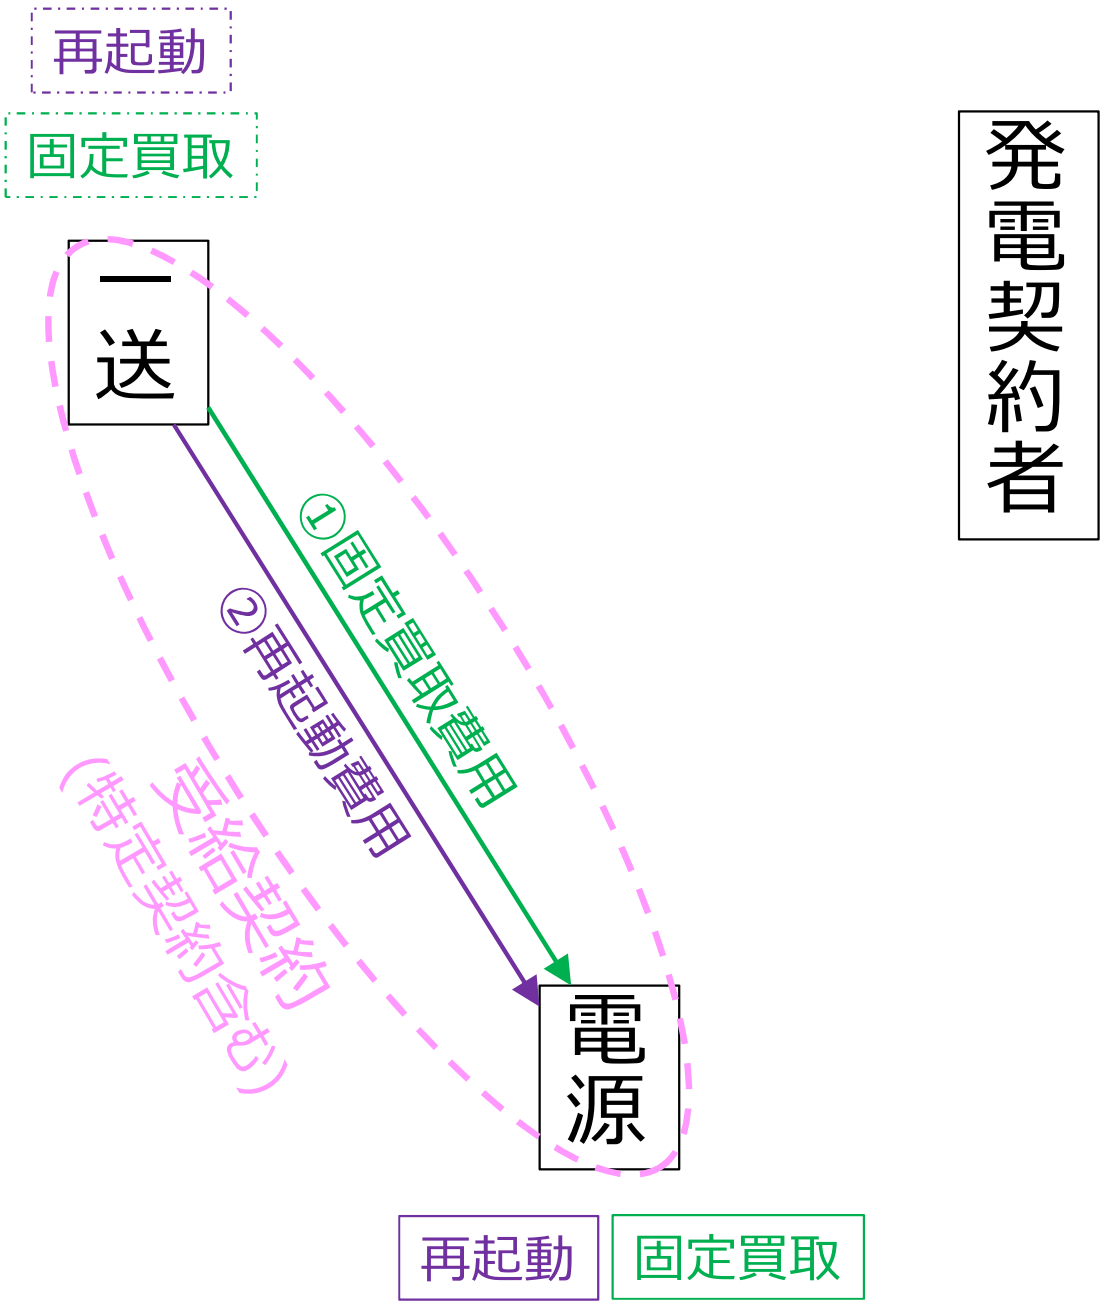 再起動
固定買取
一送
発電契約者
①固定買取費用
②再起動費用
受給契約
(特定契約含む)
電源
再起動
固定買取